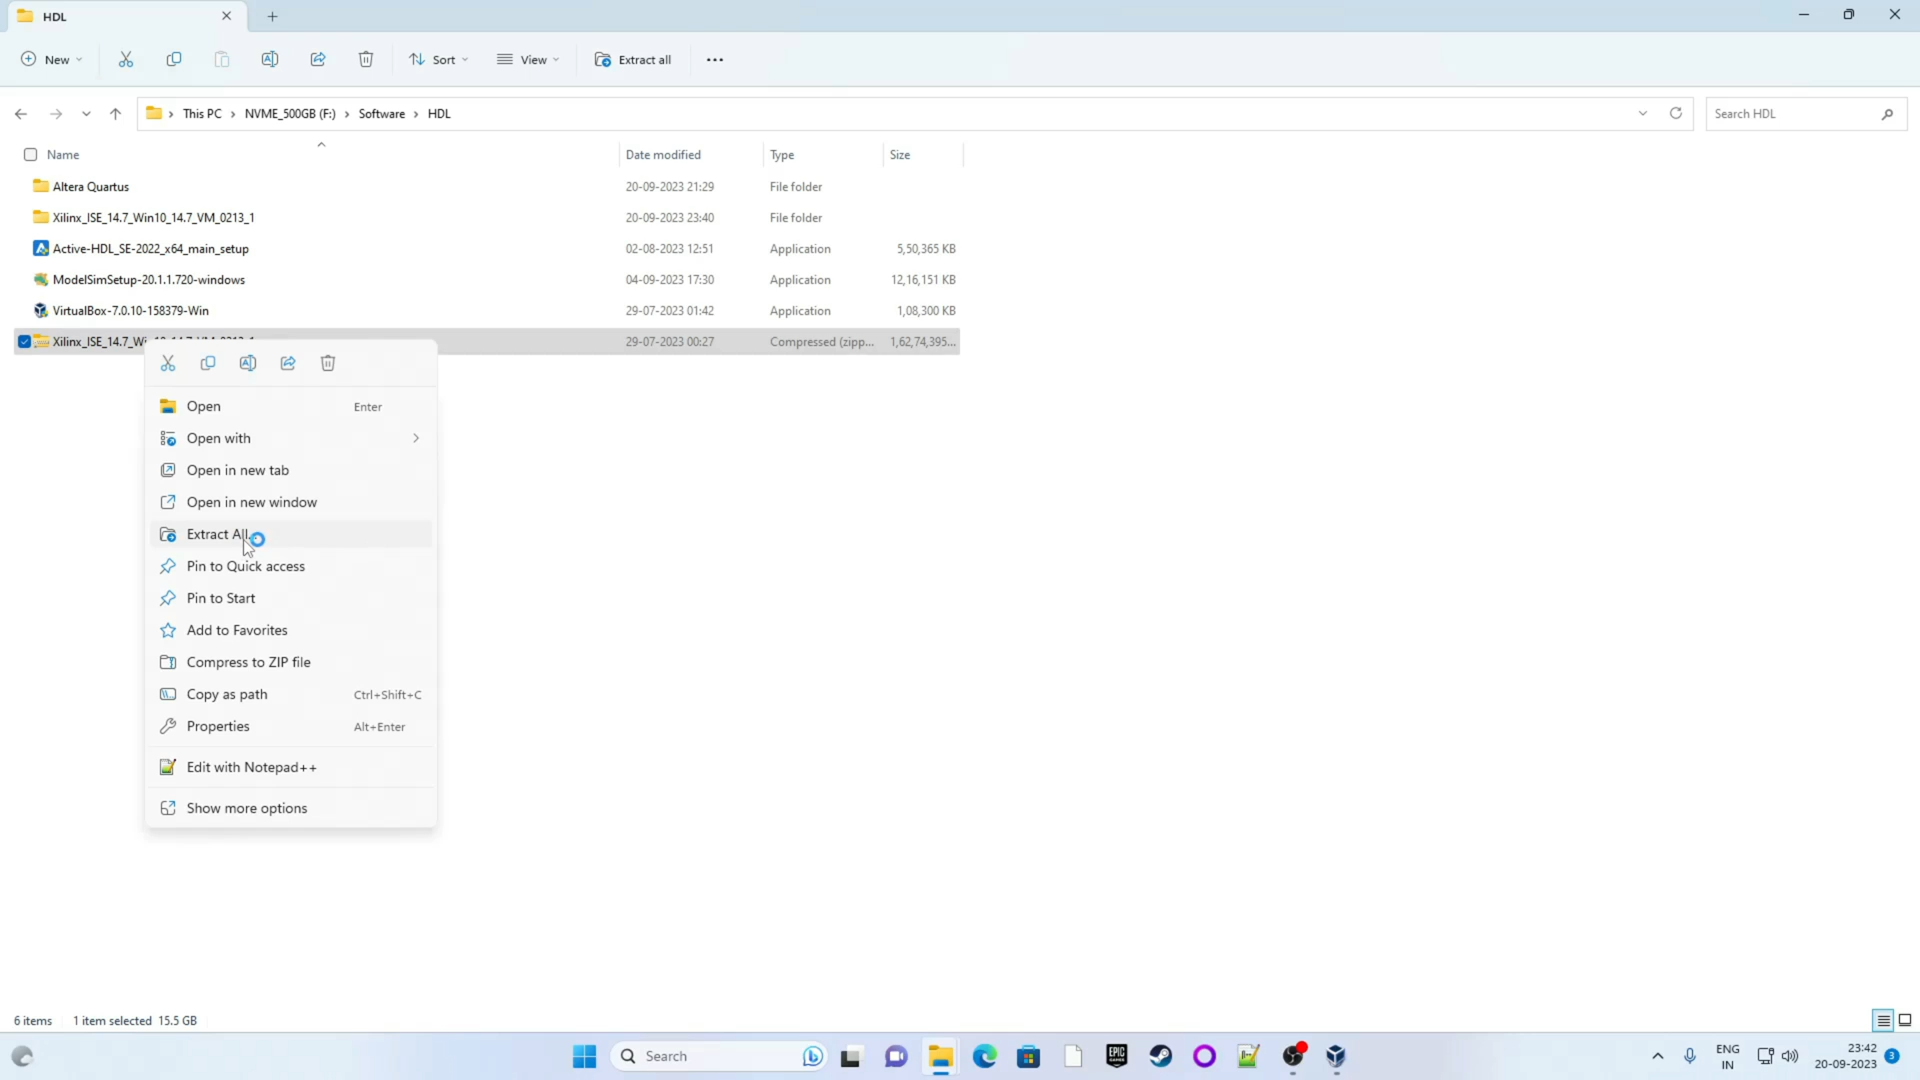 HDL
New
Sort
View
Extract all
This PC > NVME_500GB (F:) > Software > HDL
Search HDL
Name Date modified Type Size
Altera Quartus 20-09-2023 21:29 File folder
Xilinx_ISE_14.7_Win10_14.7_VM_0213_1 20-09-2023 23:40 File folder
Active-HDL_SE-2022_x64_main_setup 02-08-2023 12:51 Application 5,50,365 KB
ModelSimSetup-20.1.1.720-windows 04-09-2023 17:30 Application 12,16,151 KB
VirtualBox-7.0.10-158379-Win 29-07-2023 01:42 Application 1,08,300 KB
Xilinx_ISE_14.7_Wi 29-07-2023 00:27 Compressed (zipp... 1,62,74,395...
Open Enter
Open with
Open in new tab
Open in new window
Extract All...
Pin to Quick access
Pin to Start
Add to Favorites
Compress to ZIP file
Copy as path Ctrl+Shift+C
Properties Alt+Enter
Edit with Notepad++
Show more options
6 items 1 item selected 15.5 GB
Search
EPIC GAMES
ENG
IN
23:42
20-09-2023
3